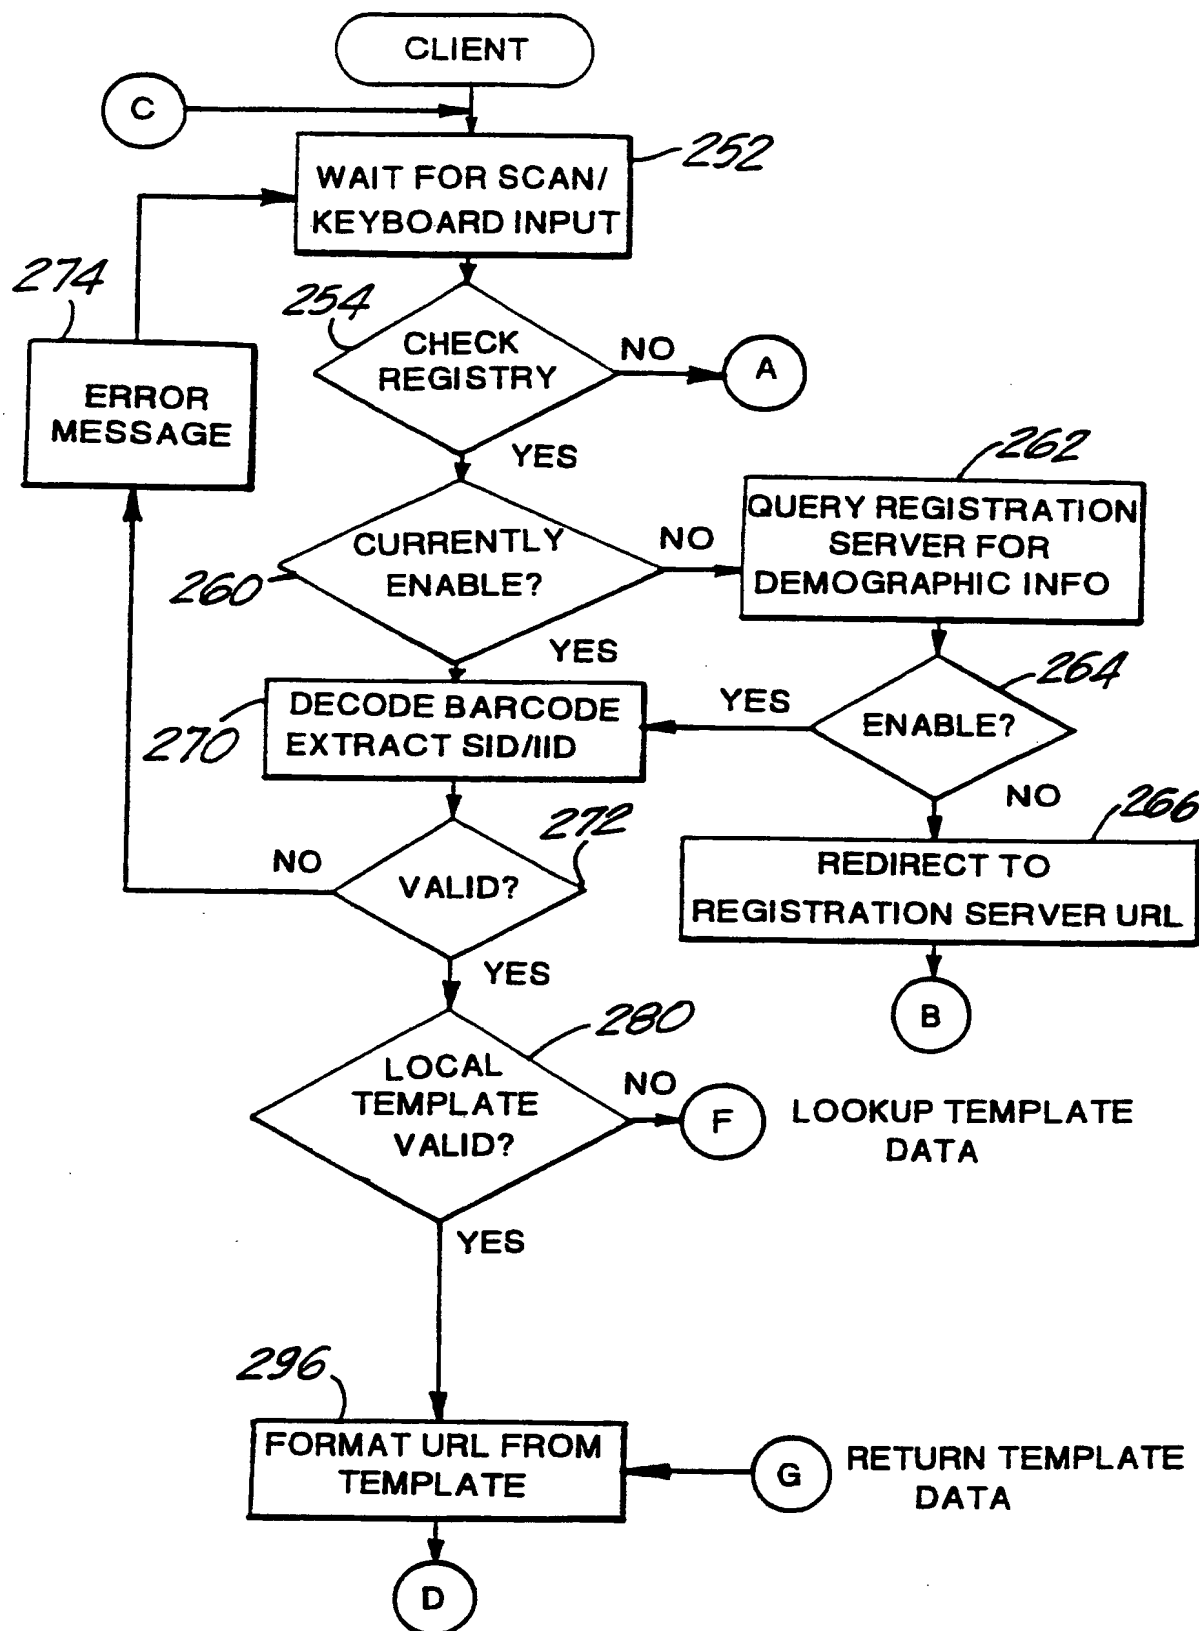 CLIENT
C
252
WAIT FOR SCAN/
KEYBOARD INPUT
274
254
CHECK
REGISTRY
NO
A
ERROR
MESSAGE
YES
262
QUERY REGISTRATION
SERVER FOR
DEMOGRAPHIC INFO
CURRENTLY
ENABLE?
NO
260
YES
264
DECODE BARCODE
EXTRACT SID/IID
270
YES
ENABLE?
NO
266
272
NO
VALID?
REDIRECT TO
REGISTRATION SERVER URL
YES
B
280
LOCAL
TEMPLATE
VALID?
NO
F
LOOKUP TEMPLATE
DATA
YES
296
FORMAT URL FROM
TEMPLATE
G
RETURN TEMPLATE
DATA
D